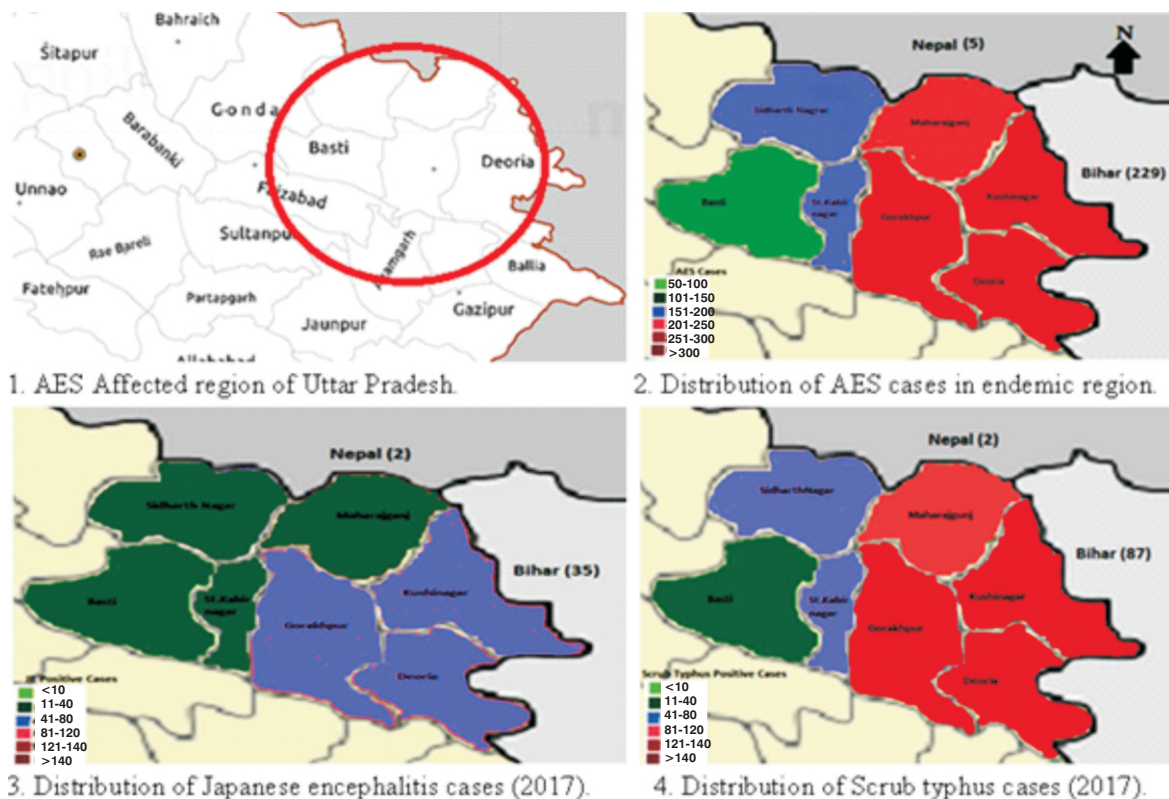 Bahraich
Sitapur
Gonda
Barabanki
Basti
Deoria
Unnao
Faizabad
Rae Bareli
Sultanpu
Ballia
Fatehpur
Partapgarh
Gazipur
Jaunpur
1. AES Affected region of Uttar Pradesh.
Nepal (5)
N
Sidharth Nagrar
Maharajganj
Bihar (229)
Basti
St.Kabir
nagar
Gorakhpur
Kushinagar
Deoria
AES Cases
50-100
101-150
151-200
201-250
251-300
>300
2. Distribution of AES cases in endemic region.
Nepal (2)
Sidharth Nagar
Maharajganj
Bihar (35)
Basti
St.Kabir
nagar
Gorakhpur
Kushinagar
Deoria
JE Positive Cases
<10
11-40
41-80
81-120
121-140
>140
3. Distribution of Japanese encephalitis cases (2017).
Nepal (2)
SidharthNagar
Maharajganj
Bihar (87)
Basti
St.Kabir
nagar
Gorakhpur
Kushinagar
Deoria
Scrub Typhus Positive Cases
<10
11-40
41-80
81-120
121-140
>140
4. Distribution of Scrub typhus cases (2017).